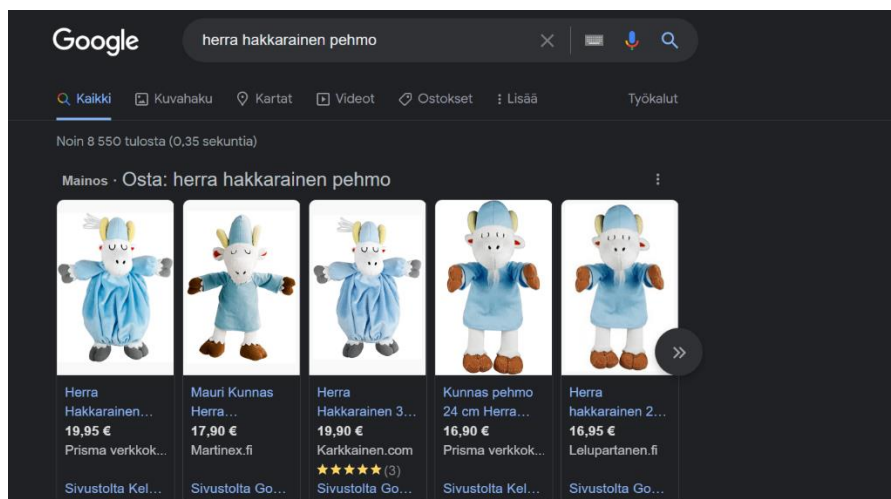 Google
herra hakkarainen pehmo
Kaikki Kuvahaku Kartat Videot Ostokset Lisää Työkalut
Noin 8 550 tulosta (0,35 sekuntia)
Mainos · Osta: herra hakkarainen pehmo
Herra
Hakkarainen...
19,95 €
Prisma verkkok...
Sivustolta Kel...
Mauri Kunnas
Herra...
17,90 €
Martinex.fi
Sivustolta Go...
Herra
Hakkarainen 3...
19,90 €
Karkkainen.com
(3)
Sivustolta Go...
Kunnas pehmo
24 cm Herra...
16,90 €
Prisma verkkok...
Sivustolta Kel...
Herra
hakkarainen 2...
16,95 €
Lelupartanen.fi
Sivustolta Go...